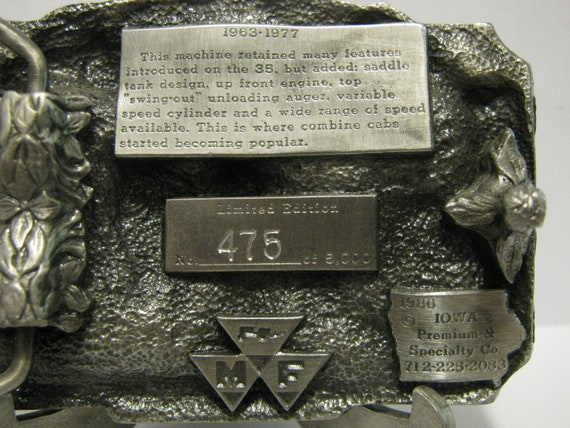 1963-1977
This machine retained many features
introduced on the 35, but added: saddle
tank design, up front engine, top
"swing-out" unloading auger, variable
speed cylinder and a wide range of speed
available. This is where combine cabs
started becoming popular.
Limited Edition
No. 475 of 3,000
M F
1986
© IOWA
Premium &
Specialty Co.
712-225-2083